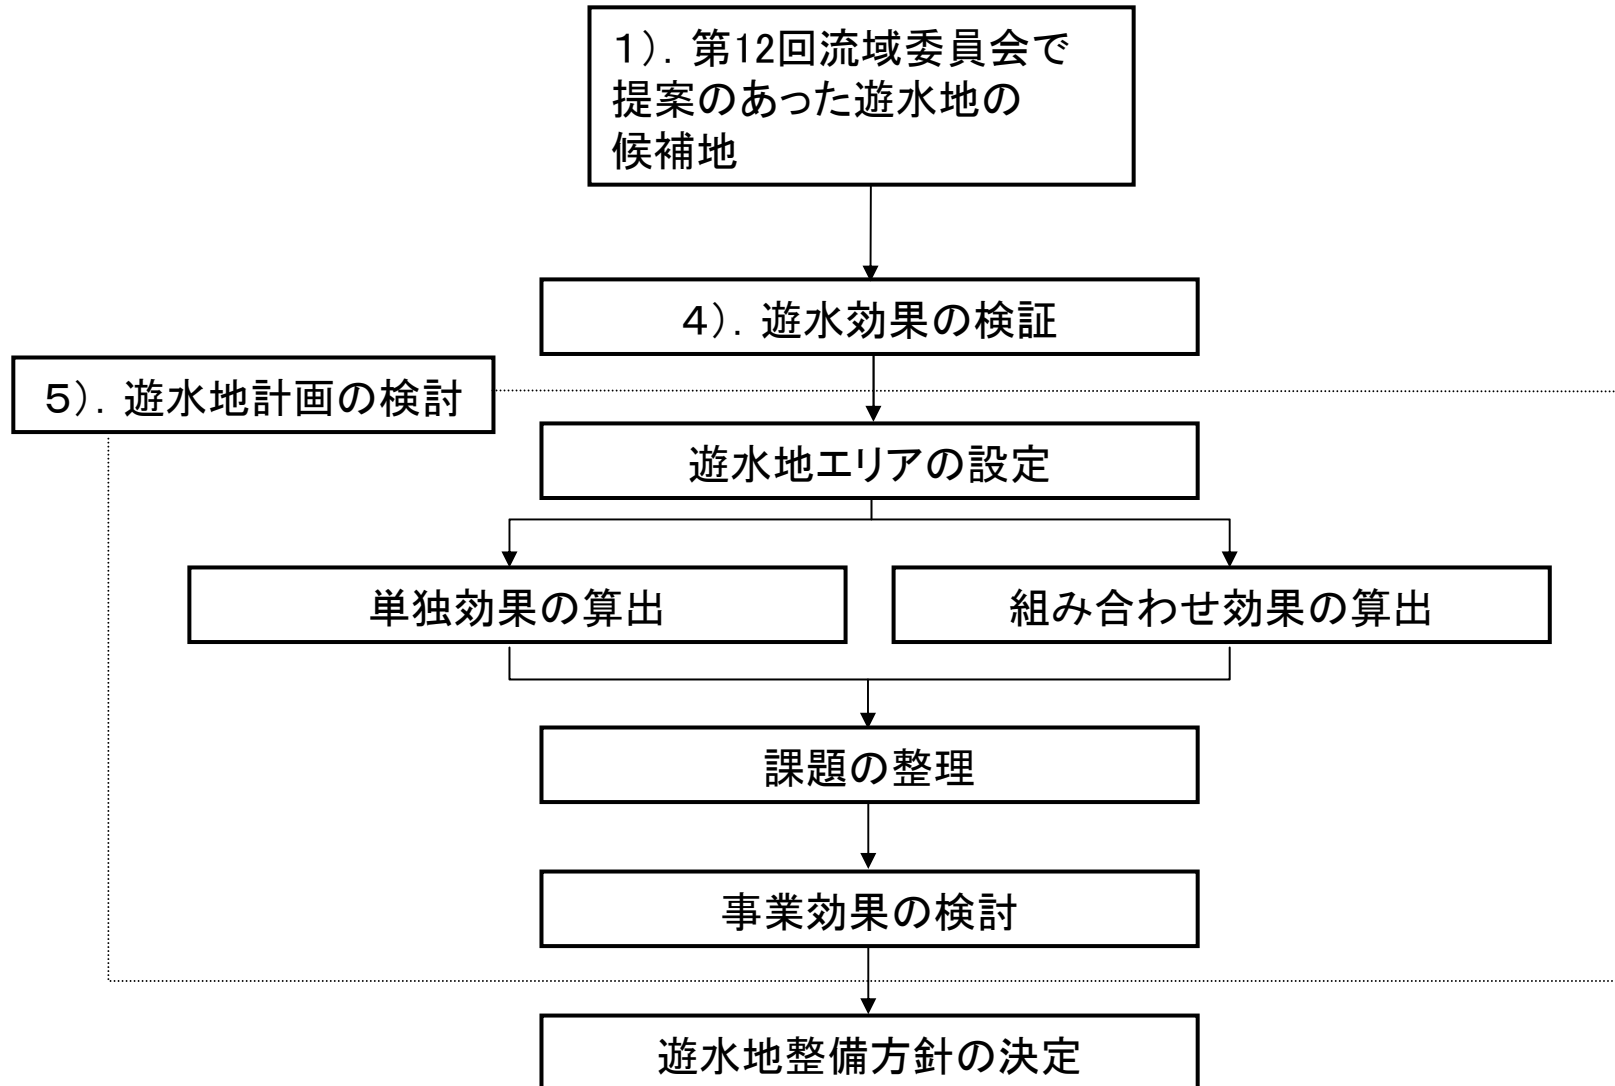 １）．第12回流域委員会で
提案のあった遊水地の
候補地
４）．遊水効果の検証
５）．遊水地計画の検討
遊水地エリアの設定
単独効果の算出
組み合わせ効果の算出
課題の整理
事業効果の検討
遊水地整備方針の決定